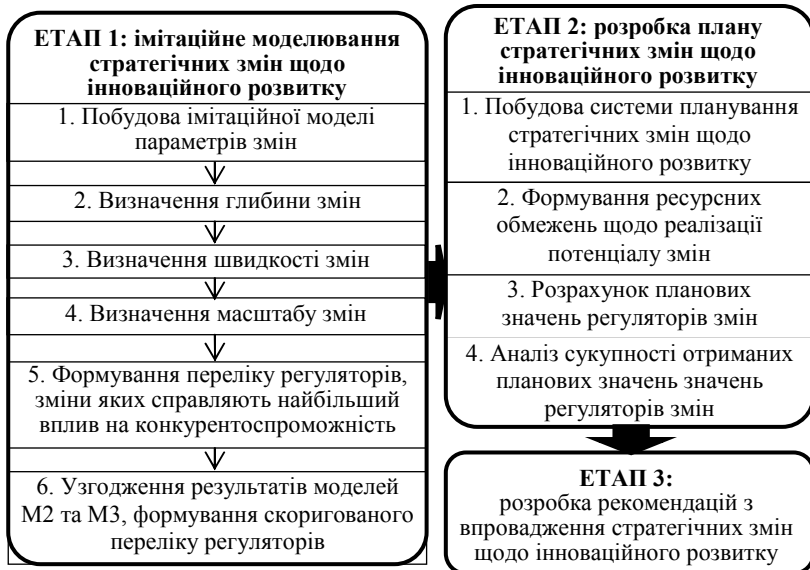 ЕТАП 1: імітаційне моделювання
стратегічних змін щодо
інноваційного розвитку
1. Побудова імітаційної моделі
параметрів змін
2. Визначення глибини змін
3. Визначення швидкості змін
4. Визначення масштабу змін
5. Формування переліку регуляторів,
зміни яких справляють найбільший
вплив на конкурентоспроможність
6. Узгодження результатів моделей
М2 та М3, формування скоригованого
переліку регуляторів
ЕТАП 2: розробка плану
стратегічних змін щодо
інноваційного розвитку
1. Побудова системи планування
стратегічних змін щодо
інноваційного розвитку
2. Формування ресурсних
обмежень щодо реалізації
потенціалу змін
3. Розрахунок планових
значень регуляторів змін
4. Аналіз сукупності отриманих
планових значень значень
регуляторів змін
ЕТАП 3:
розробка рекомендацій з
впровадження стратегічних змін
щодо інноваційного розвитку